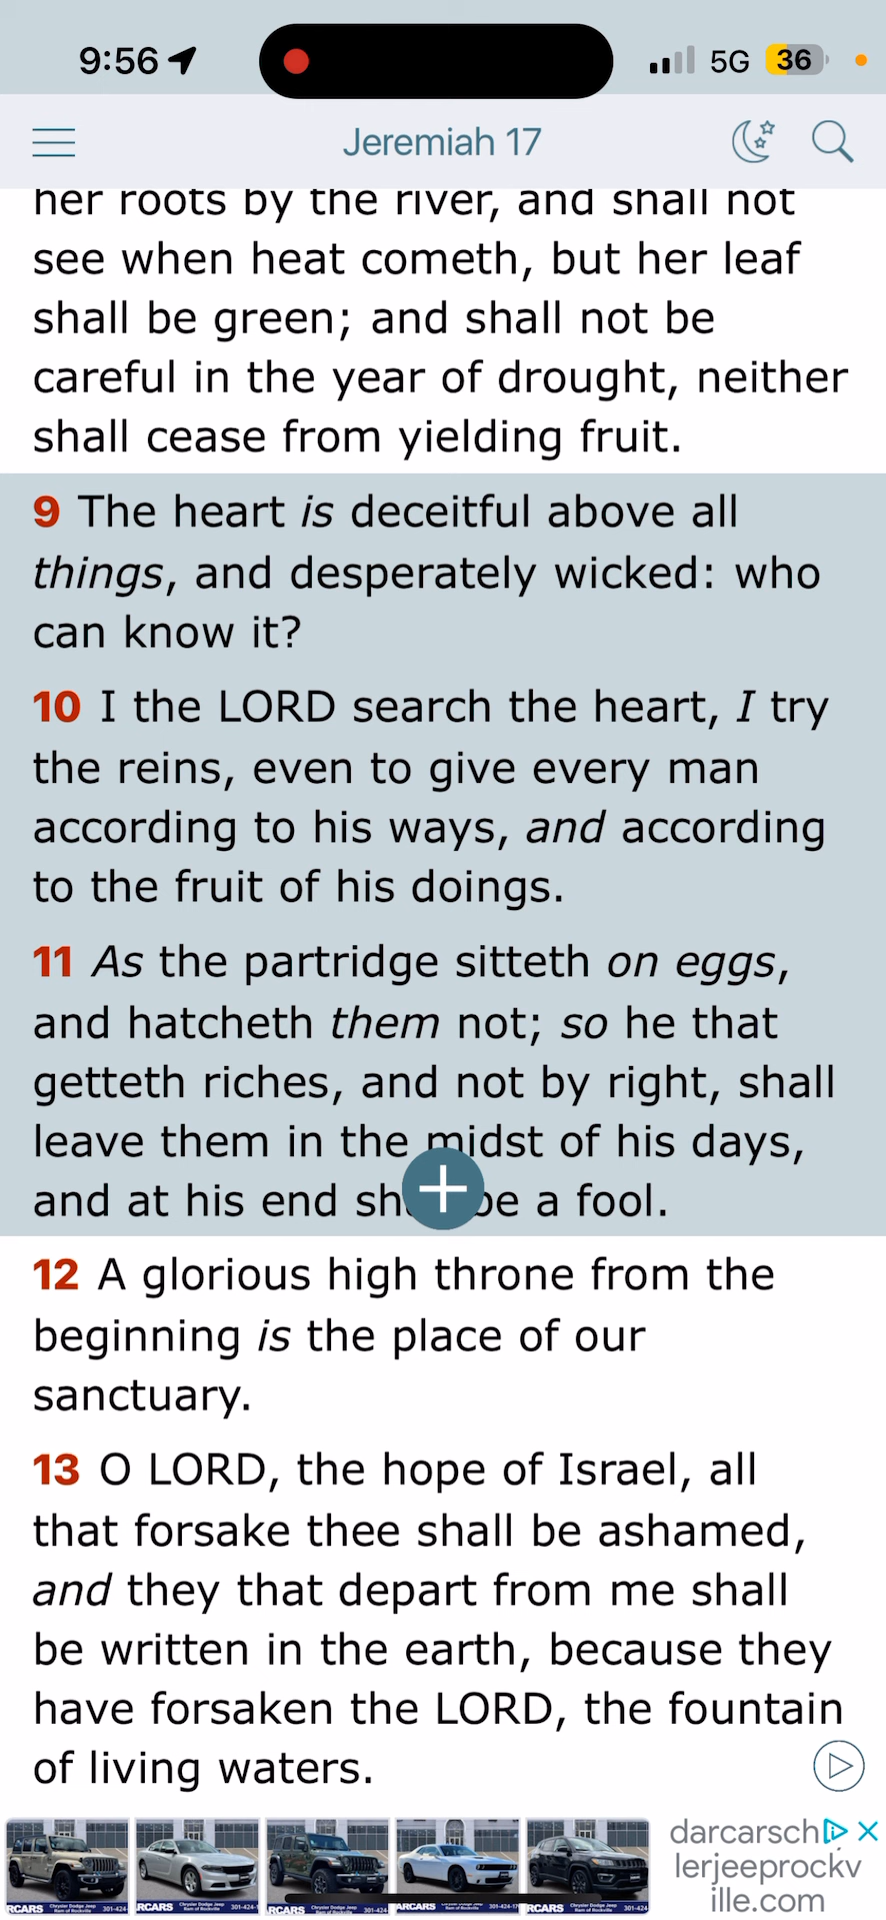 9:56
5G
36
Jeremiah 17
her roots by the river, and shall not
see when heat cometh, but her leaf
shall be green; and shall not be
careful in the year of drought, neither
shall cease from yielding fruit.
9 The heart is deceitful above all
things, and desperately wicked: who
can know it?
10 I the LORD search the heart, I try
the reins, even to give every man
according to his ways, and according
to the fruit of his doings.
11 As the partridge sitteth on eggs,
and hatcheth them not; so he that
getteth riches, and not by right, shall
leave them in the midst of his days,
and at his end be a fool.
12 A glorious high throne from the
beginning is the place of our
sanctuary.
13 O LORD, the hope of Israel, all
that forsake thee shall be ashamed,
and they that depart from me shall
be written in the earth, because they
have forsaken the LORD, the fountain
of living waters.
darcarsch
lerjeeprockv
ille.com